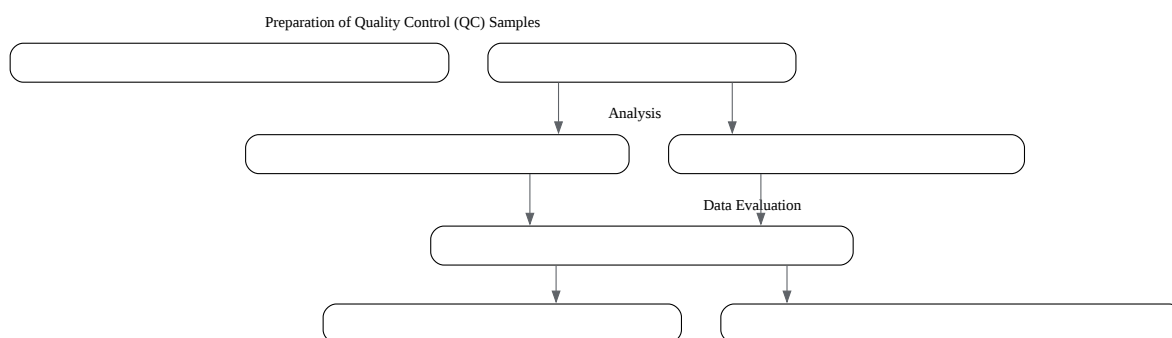 Preparation of Quality Control (QC) Samples
Analysis
Data Evaluation